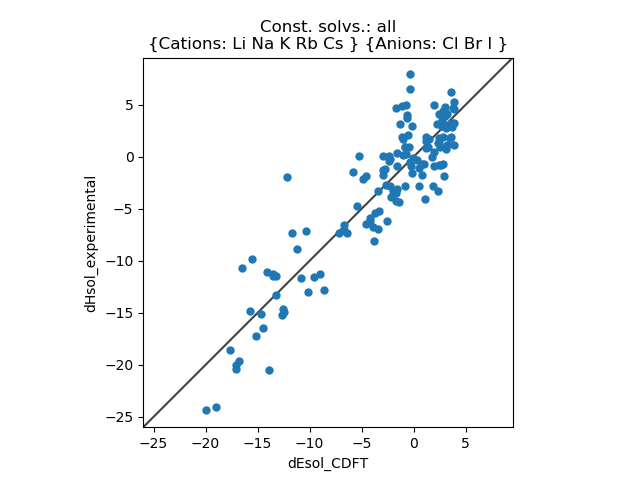 Const. solvs.: all
{Cations: Li Na K Rb Cs } {Anions: Cl Br I }
dHsol_experimental
5
0
−5
−10
−15
−20
−25
−25 −20 −15 −10 −5 0 5
dEsol_CDFT